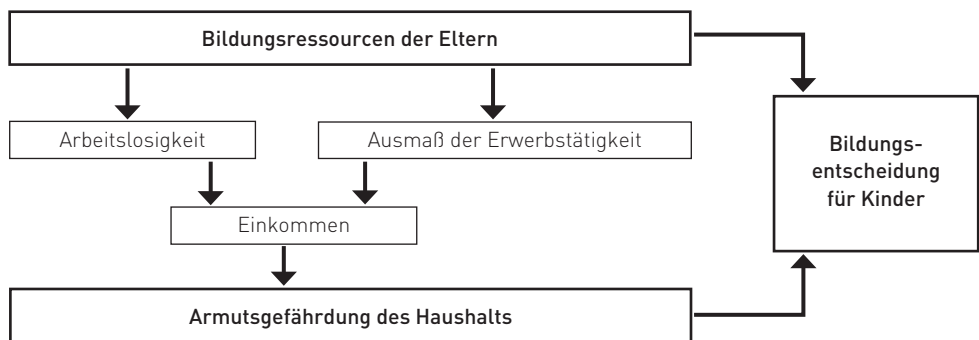 Bildungsressourcen der Eltern
Arbeitslosigkeit
Ausmaß der Erwerbstätigkeit
Bildungs-
entscheidung
für Kinder
Einkommen
Armutsgefährdung des Haushalts